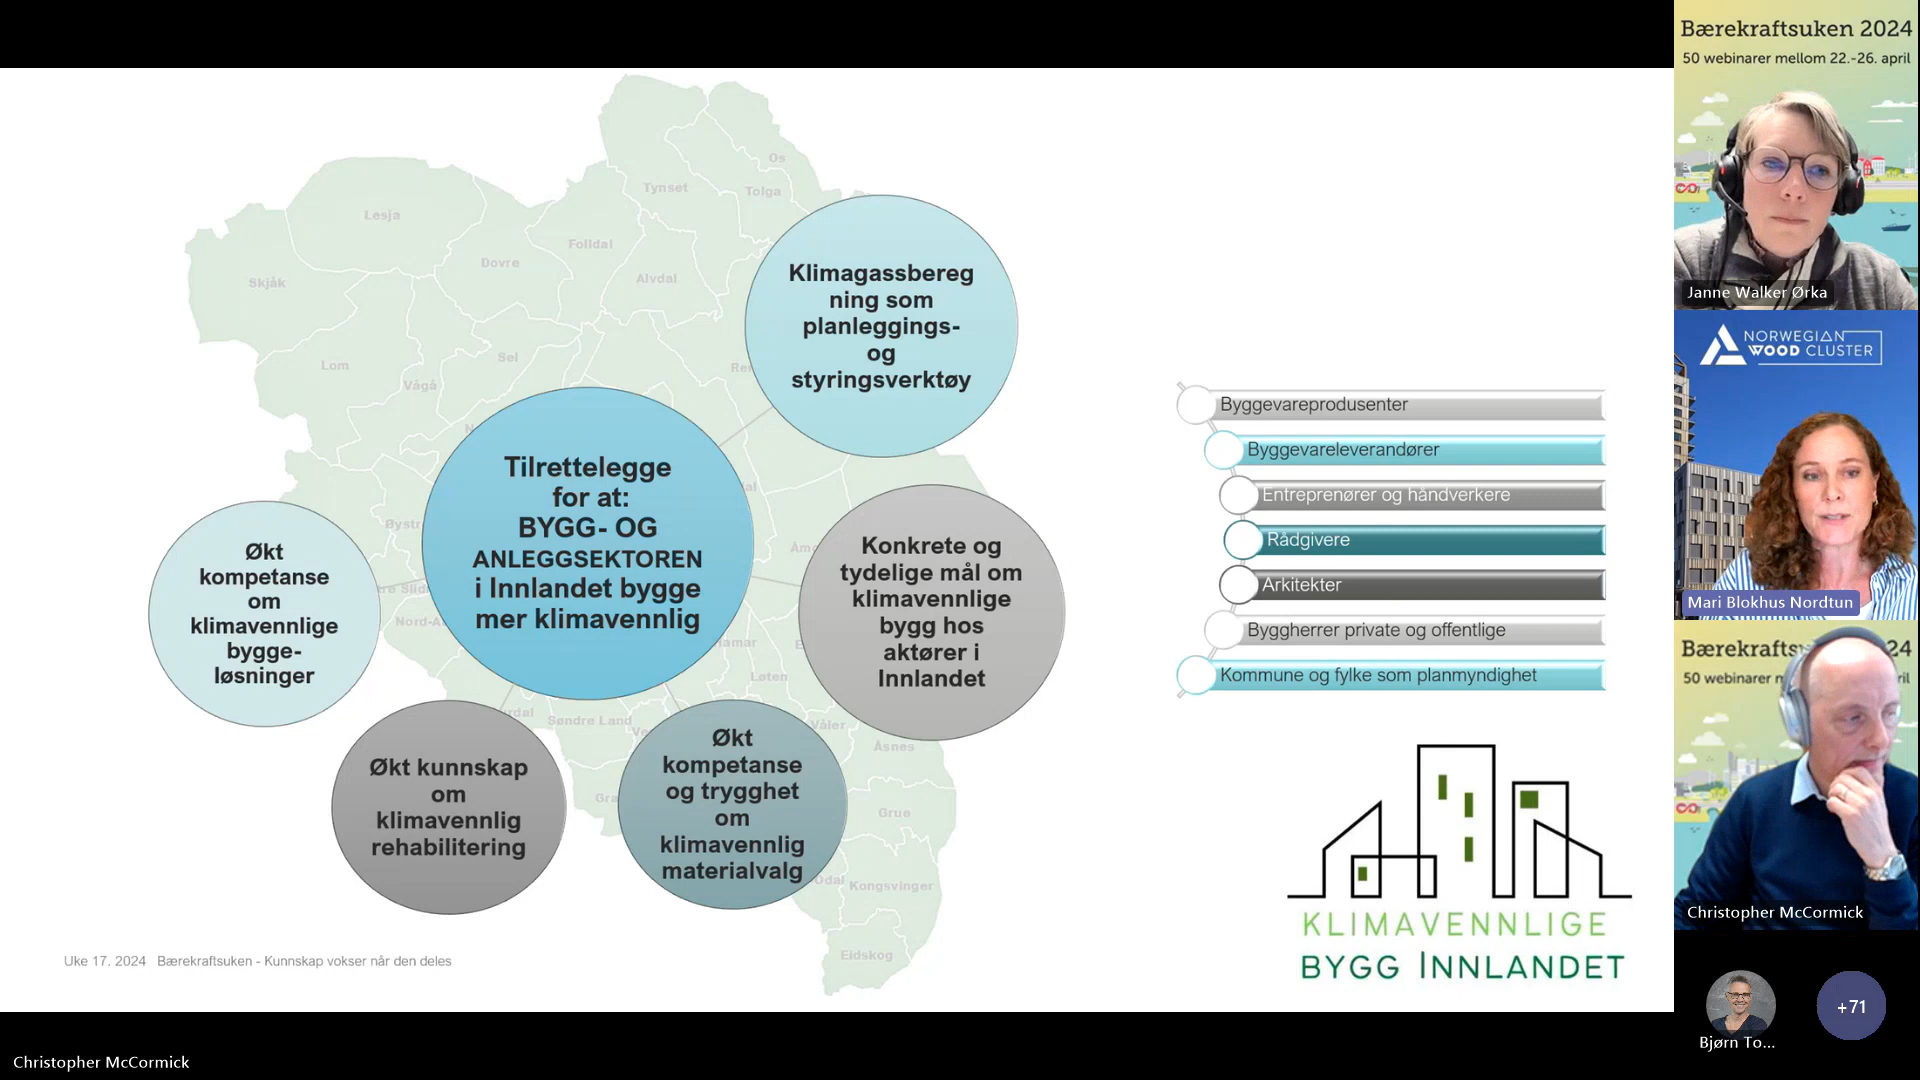 Os
Tynset
Tolga
Lesja
Folldal
Dovre
Alvdal
Skjåk
Sel
Lom
Vågå
Søndre Land
Løten
Våler
Åsnes
Grue
Kongsvinger
Eidskog
Klimagassbereg
ning som
planleggings-
og
styringsverktøy
Tilrettelegge
for at:
BYGG- OG
ANLEGGSEKTOREN
i Innlandet bygge
mer klimavennlig
Økt
kompetanse
om
klimavennlige
bygge-
løsninger
Konkrete og
tydelige mål om
klimavennlige
bygg hos
aktører i
Innlandet
Økt kunnskap
om
klimavennlig
rehabilitering
Økt
kompetanse
og trygghet
om
klimavennlig
materialvalg
Byggevareprodusenter
Byggevareleverandører
Entreprenører og håndverkere
Rådgivere
Arkitekter
Byggherrer private og offentlige
Kommune og fylke som planmyndighet
KLIMAVENNLIGE
BYGG INNLANDET
Uke 17. 2024 Bærekraftsuken - Kunnskap vokser når den deles
Christopher McCormick
Bærekraftsuken 2024
50 webinarer mellom 22.-26. april
Janne Walker Ørka
NORWEGIAN
WOOD CLUSTER
Mari Blokhus Nordtun
Bærekraftsu 24
50 webinarer m ril
Christopher McCormick
Bjørn To...
+71